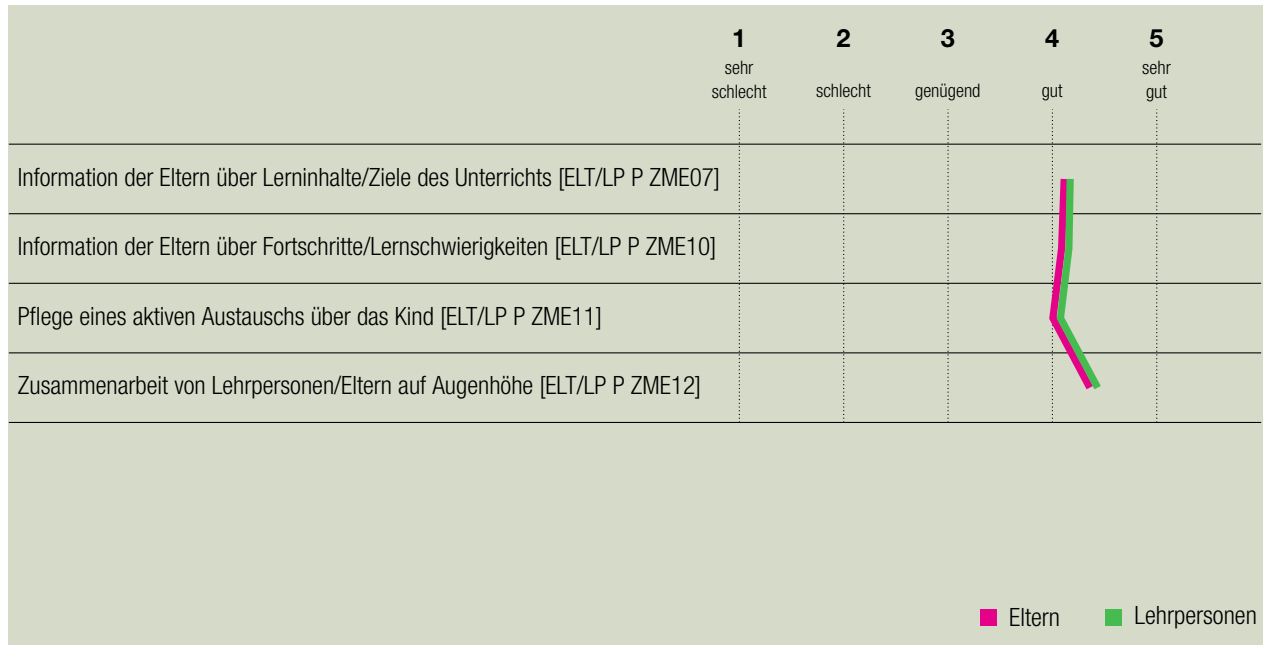 1 2 3 4 5
sehr schlecht schlecht genügend gut sehr gut
Information der Eltern über Lerninhalte/Ziele des Unterrichts [ELT/LP P ZME07]
Information der Eltern über Fortschritte/Lernschwierigkeiten [ELT/LP P ZME10]
Pflege eines aktiven Austauschs über das Kind [ELT/LP P ZME11]
Zusammenarbeit von Lehrpersonen/Eltern auf Augenhöhe [ELT/LP P ZME12]
Eltern Lehrpersonen